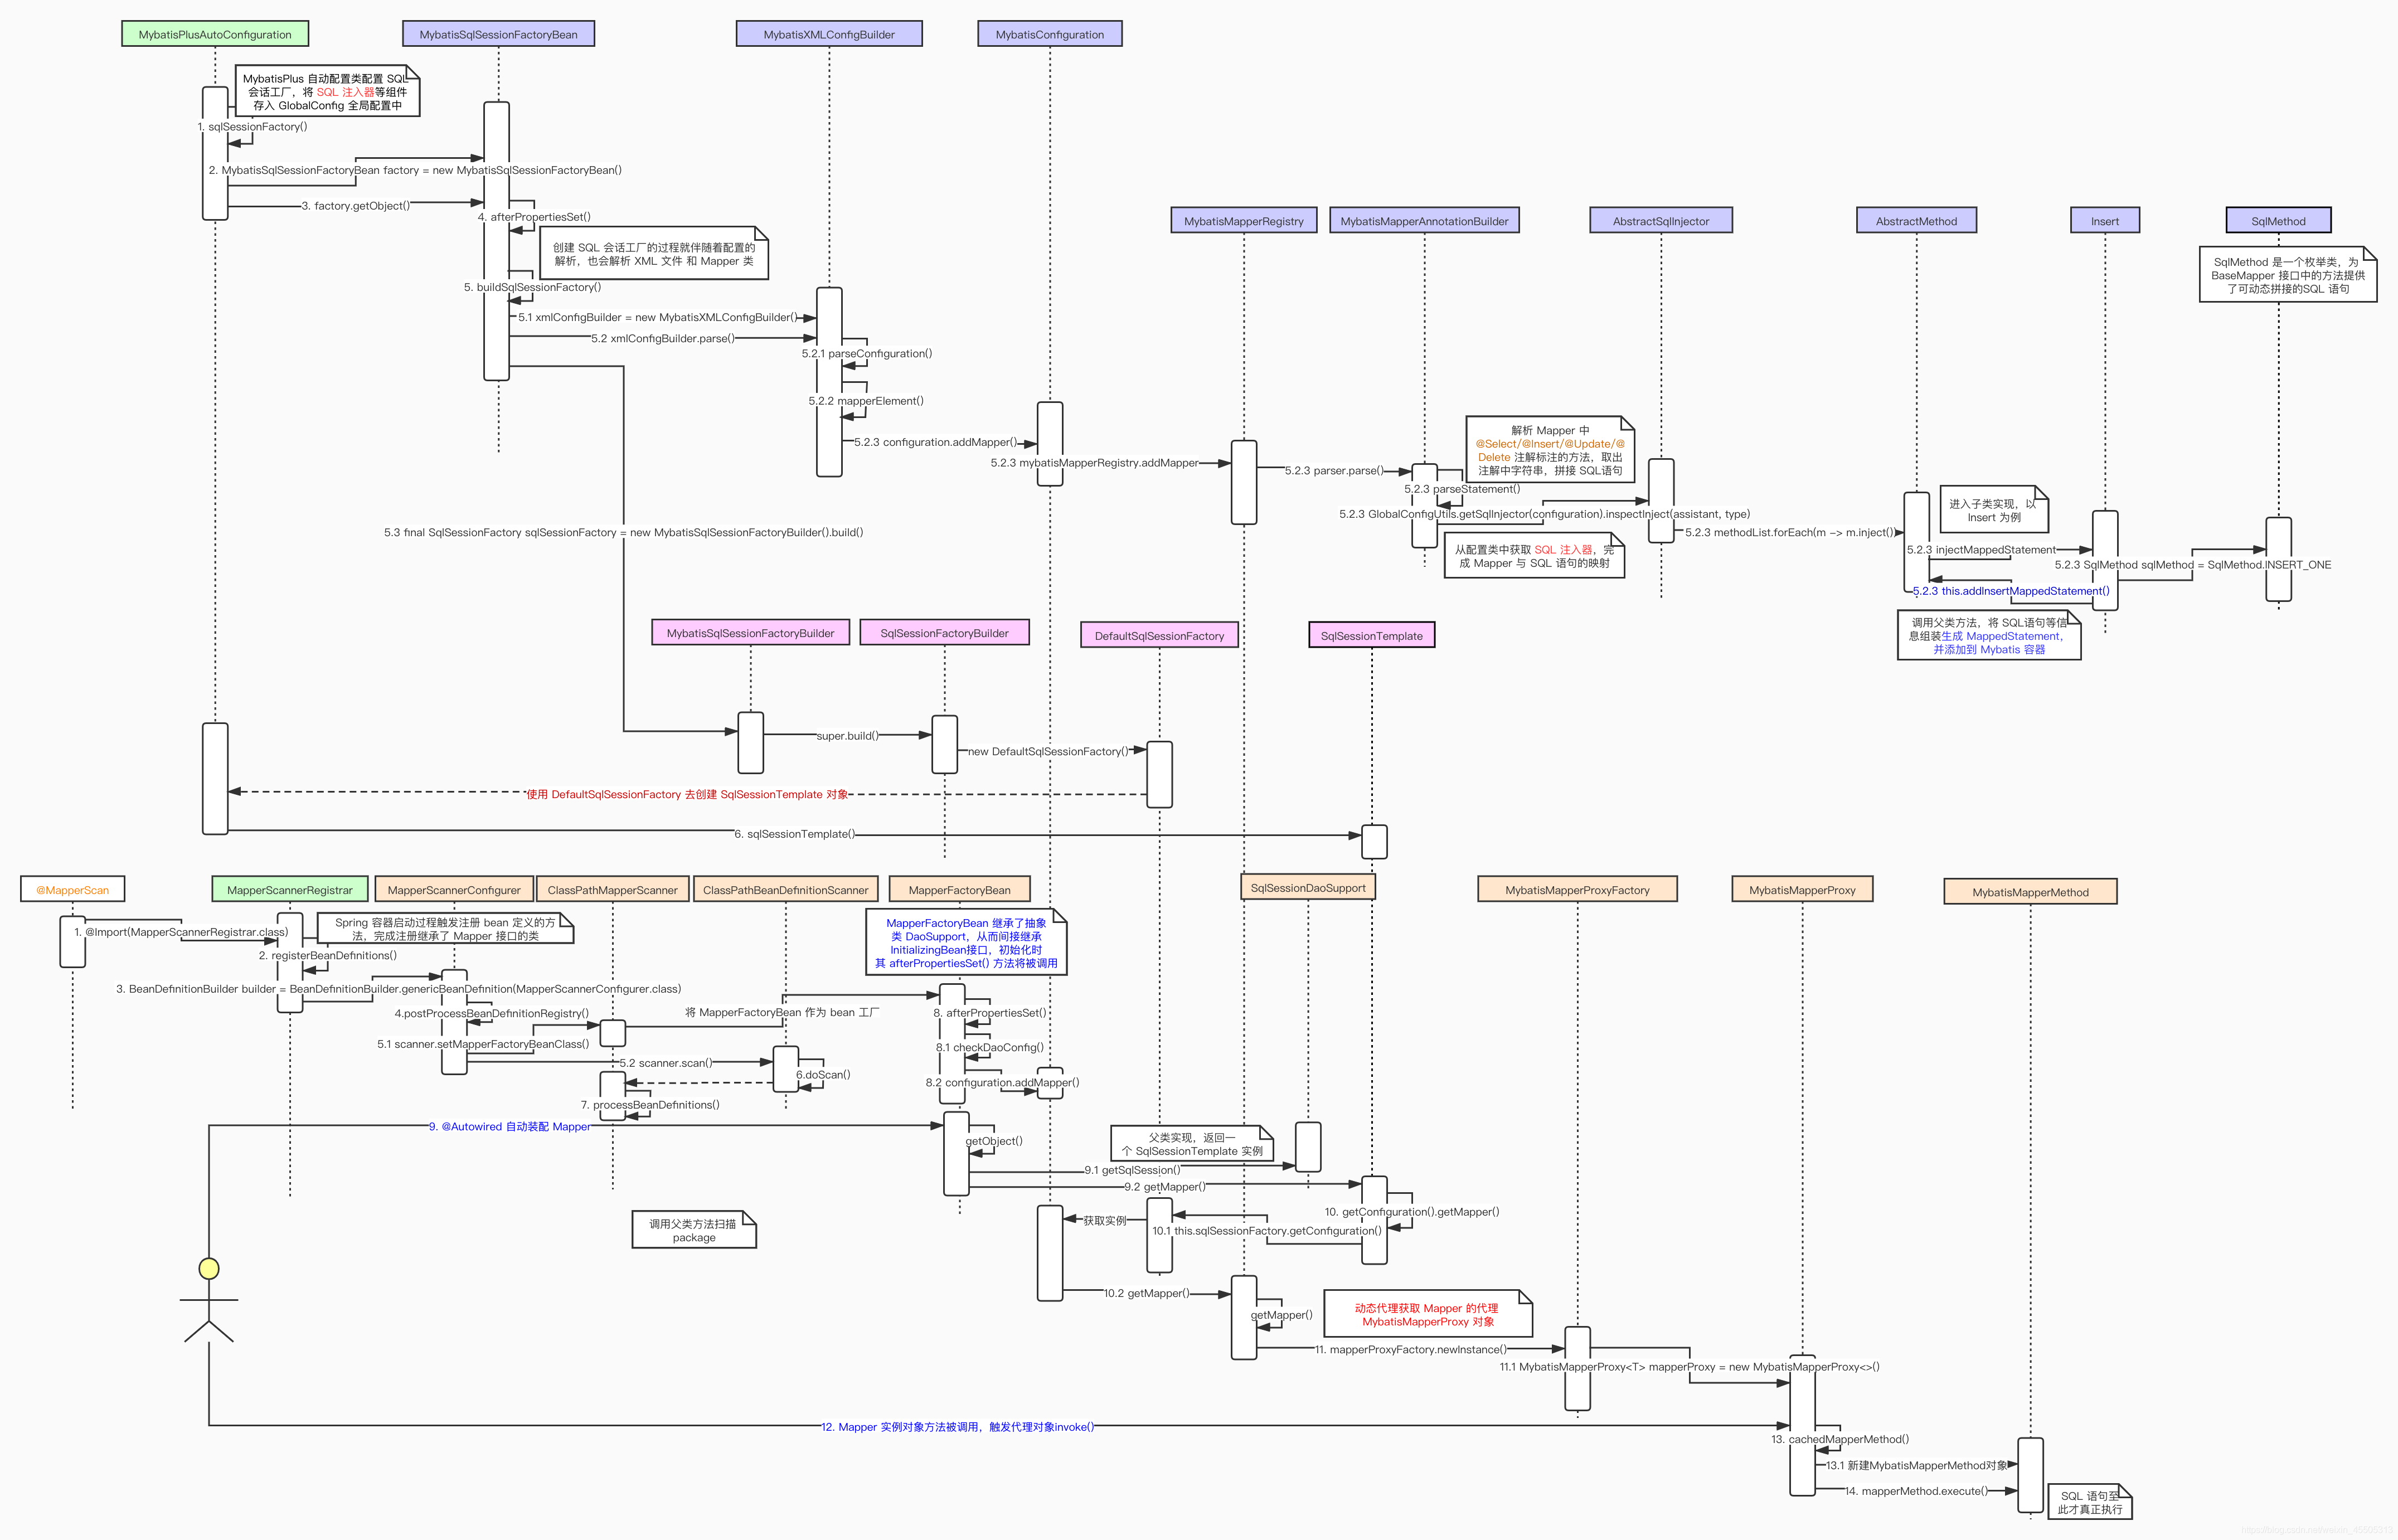 MybatisPlusAutoConfiguration
MybatisSqlSessionFactoryBean
MybatisXMLConfigBuilder
MybatisConfiguration
MybatisPlus 自动配置类配置 SQL
会话工厂，将 SQL 注入器等组件
存入 GlobalConfig 全局配置中
1. sqlSessionFactory()
2. MybatisSqlSessionFactoryBean factory = new MybatisSqlSessionFactoryBean()
3. factory.getObject()
4. afterPropertiesSet()
创建 SQL 会话工厂的过程就伴随着配置的
解析，也会解析 XML 文件 和 Mapper 类
5. buildSqlSessionFactory()
5.1 xmlConfigBuilder = new MybatisXMLConfigBuilder()
5.2 xmlConfigBuilder.parse()
5.2.1 parseConfiguration()
5.2.2 mapperElement()
5.2.3 configuration.addMapper()
MybatisMapperRegistry
MybatisMapperAnnotationBuilder
AbstractSqlInjector
AbstractMethod
Insert
SqlMethod
SqlMethod 是一个枚举类，为
BaseMapper 接口中的方法提供
了可动态拼接的SQL 语句
5.2.3 mybatisMapperRegistry.addMapper
5.2.3 parser.parse()
解析 Mapper 中
@Select/@Insert/@Update/@
Delete 注解标注的方法，取出
注解中字符串，拼接 SQL语句
5.2.3 parseStatement()
5.2.3 GlobalConfigUtils.getSqlInjector(configuration).inspectInject(assistant, type)
从配置类中获取 SQL 注入器，完
成 Mapper 与 SQL 语句的映射
5.2.3 methodList.forEach(m -> m.inject())
进入子类实现，以
Insert 为例
5.2.3 injectMappedStatement
5.2.3 SqlMethod sqlMethod = SqlMethod.INSERT_ONE
5.2.3 this.addInsertMappedStatement()
调用父类方法，将 SQL语句等信
息组装生成 MappedStatement，
并添加到 Mybatis 容器
5.3 final SqlSessionFactory sqlSessionFactory = new MybatisSqlSessionFactoryBuilder().build()
MybatisSqlSessionFactoryBuilder
SqlSessionFactoryBuilder
DefaultSqlSessionFactory
SqlSessionTemplate
super.build()
new DefaultSqlSessionFactory()
使用 DefaultSqlSessionFactory 去创建 SqlSessionTemplate 对象
6. sqlSessionTemplate()
@MapperScan
MapperScannerRegistrar
MapperScannerConfigurer
ClassPathMapperScanner
ClassPathBeanDefinitionScanner
MapperFactoryBean
SqlSessionDaoSupport
MybatisMapperProxyFactory
MybatisMapperProxy
MybatisMapperMethod
1. @Import(MapperScannerRegistrar.class)
Spring 容器启动过程触发注册 bean 定义的方
法，完成注册继承了 Mapper 接口的类
2. registerBeanDefinitions()
3. BeanDefinitionBuilder builder = BeanDefinitionBuilder.genericBeanDefinition(MapperScannerConfigurer.class)
4.postProcessBeanDefinitionRegistry()
5.1 scanner.setMapperFactoryBeanClass()
将 MapperFactoryBean 作为 bean 工厂
5.2 scanner.scan()
6.doScan()
7. processBeanDefinitions()
MapperFactoryBean 继承了抽象
类 DaoSupport，从而间接继承
InitializingBean接口，初始化时
其 afterPropertiesSet() 方法将被调用
8. afterPropertiesSet()
8.1 checkDaoConfig()
8.2 configuration.addMapper()
9. @Autowired 自动装配 Mapper
getObject()
父类实现，返回一
个 SqlSessionTemplate 实例
9.1 getSqlSession()
9.2 getMapper()
调用父类方法扫描
package
10. getConfiguration().getMapper()
获取实例
10.1 this.sqlSessionFactory.getConfiguration()
10.2 getMapper()
getMapper()
动态代理获取 Mapper 的代理
MybatisMapperProxy 对象
11. mapperProxyFactory.newInstance()
11.1 MybatisMapperProxy<T> mapperProxy = new MybatisMapperProxy<>()
12. Mapper 实例对象方法被调用，触发代理对象invoke()
13. cachedMapperMethod()
13.1 新建MybatisMapperMethod对象
14. mapperMethod.execute()
SQL 语句至
此才真正执行